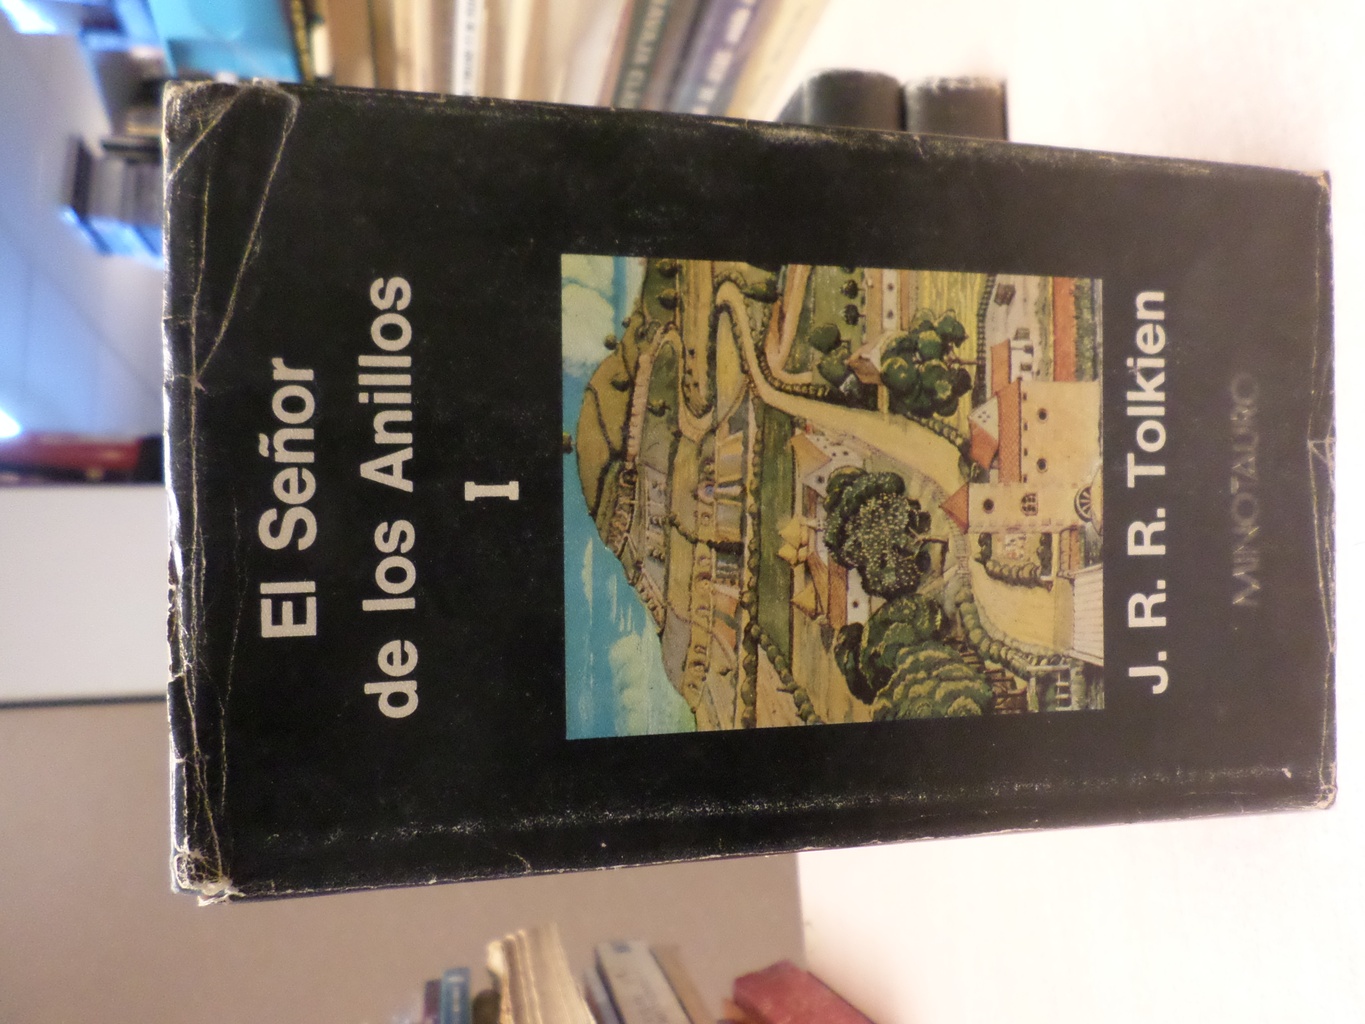 El Señor
de los Anillos
I
J. R. R. Tolkien
MINOTAURO